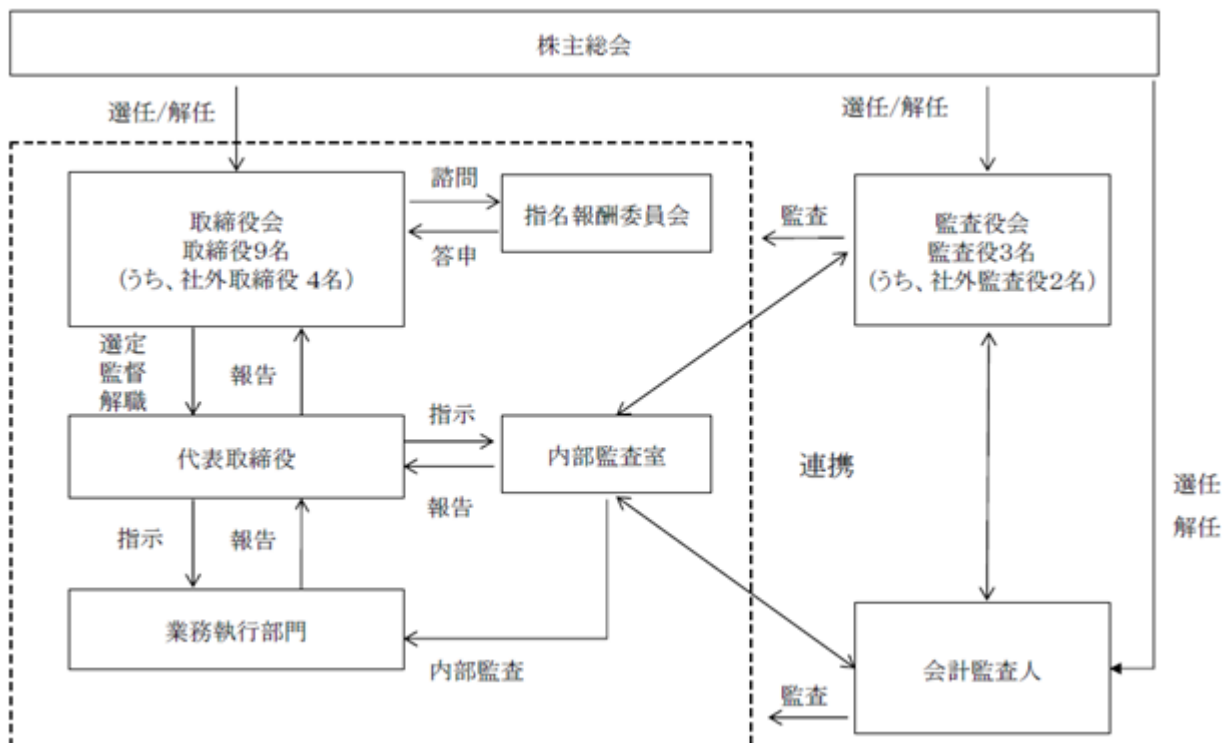 株主総会
選任/解任
選任/解任
取締役会
取締役9名
(うち、社外取締役 4名)
諮問
答申
指名報酬委員会
監査
監査役会
監査役3名
(うち、社外監査役2名)
選定
監督
解職
報告
代表取締役
指示
報告
内部監査室
連携
選任
解任
指示
報告
業務執行部門
内部監査
監査
会計監査人